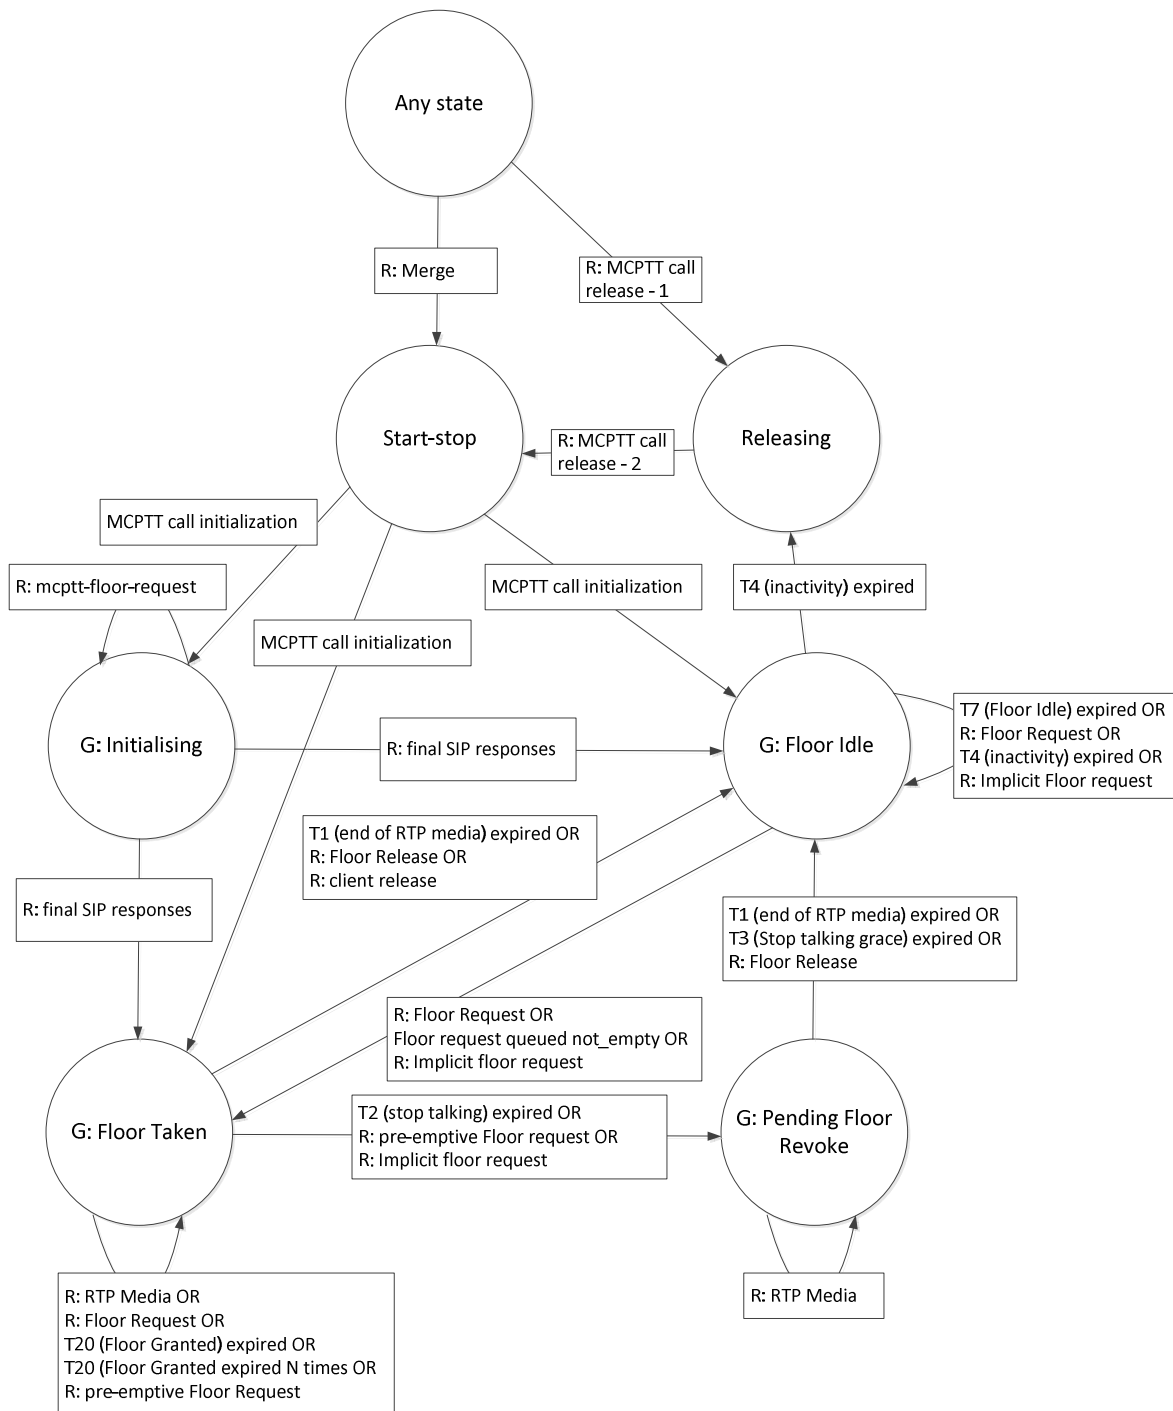 Any state
R: Merge
R: MCPTT call
release - 1
Start-stop
R: MCPTT call
release - 2
Releasing
MCPTT call initialization
R: mcptt-floor-request
MCPTT call initialization
T4 (inactivity) expired
MCPTT call initialization
G: Initialising
R: final SIP responses
G: Floor Idle
T7 (Floor Idle) expired OR
R: Floor Request OR
T4 (inactivity) expired OR
R: Implicit Floor request
T1 (end of RTP media) expired OR
R: Floor Release OR
R: client release
R: final SIP responses
T1 (end of RTP media) expired OR
T3 (Stop talking grace) expired OR
R: Floor Release
R: Floor Request OR
Floor request queued not_empty OR
R: Implicit floor request
G: Floor Taken
T2 (stop talking) expired OR
R: pre-emptive Floor request OR
R: Implicit floor request
G: Pending Floor
Revoke
R: RTP Media OR
R: Floor Request OR
T20 (Floor Granted) expired OR
T20 (Floor Granted expired N times OR
R: pre-emptive Floor Request
R: RTP Media